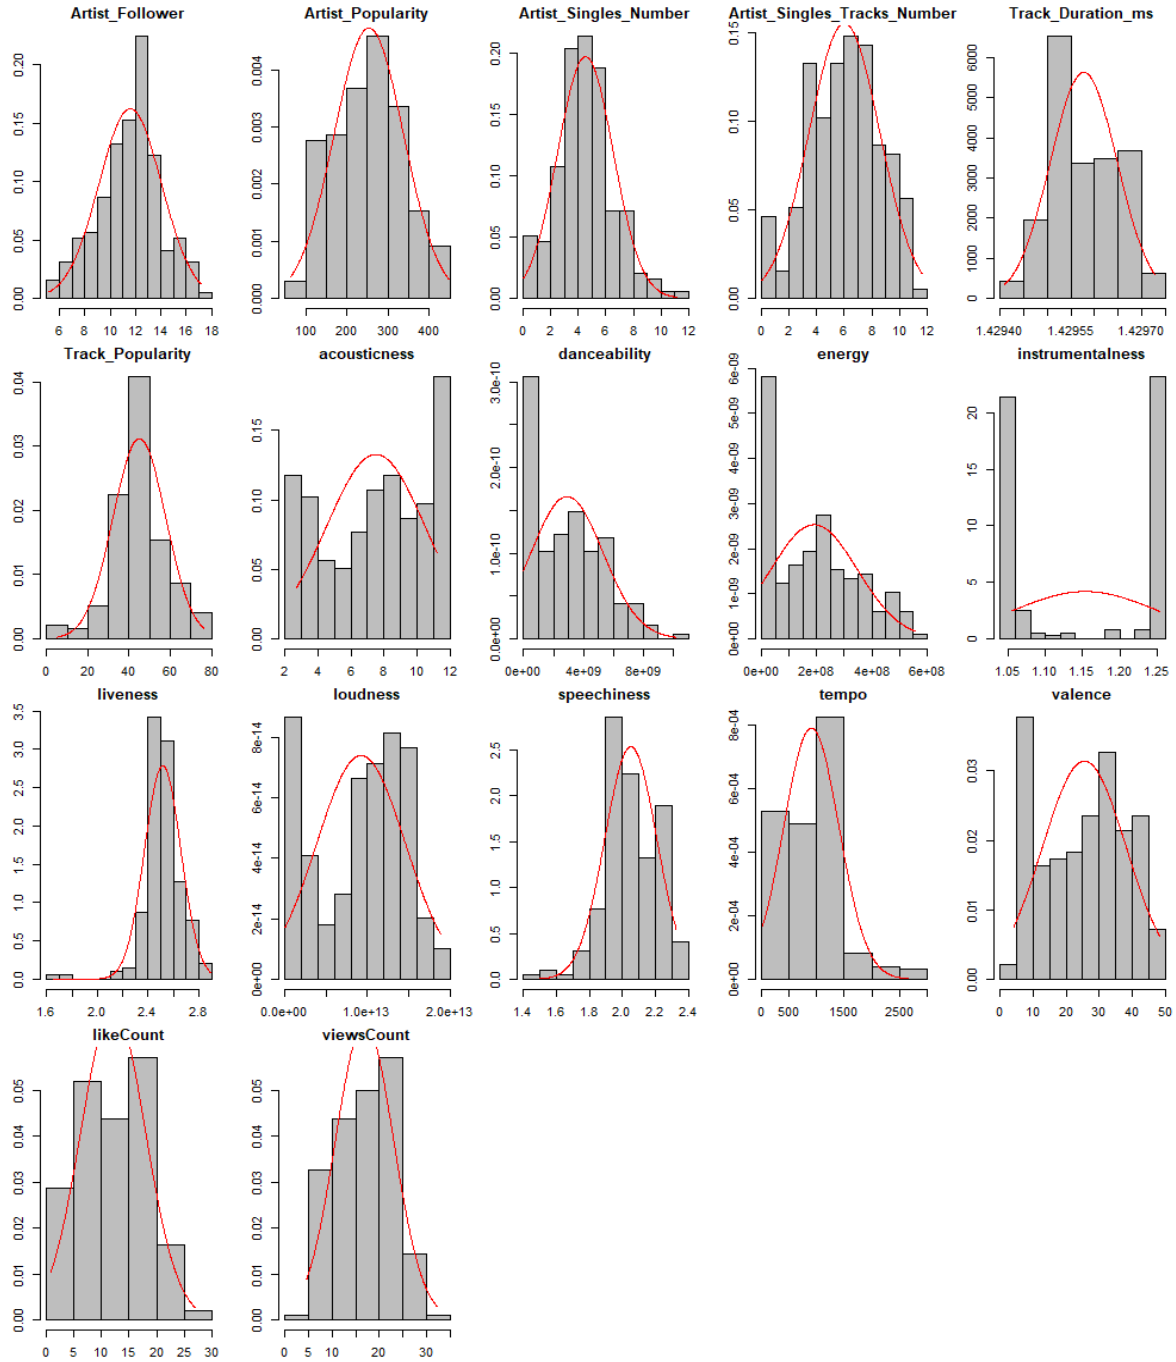 Artist_Follower Artist_Popularity Artist_Singles_Number Artist_Singles_Tracks_Number Track_Duration_ms
0.00 0.05 0.10 0.15 0.20
0.000 0.001 0.002 0.003 0.004
0.00 0.05 0.10 0.15 0.20
0.00 0.05 0.10 0.15
0 1000 2000 3000 4000 5000 6000
6 8 10 12 14 16 18
100 200 300 400
0 2 4 6 8 10 12
0 2 4 6 8 10 12
1.42940 1.42955 1.42970
Track_Popularity acousticness danceability energy instrumentalness
0.00 0.01 0.02 0.03 0.04
0.00 0.05 0.10 0.15
0.0e+00 1.0e-10 2.0e-10 3.0e-10
0e+00 1e-09 2e-09 3e-09 4e-09 5e-09 6e-09
0 5 10 15 20
0 20 40 60 80
2 4 6 8 10 12
0e+00 4e+09 8e+09
0e+00 2e+08 4e+08 6e+08
1.05 1.10 1.15 1.20 1.25
liveness loudness speechiness tempo valence
0.0 0.5 1.0 1.5 2.0 2.5 3.0 3.5
0e+00 2e-14 4e-14 6e-14 8e-14
0.0 0.5 1.0 1.5 2.0 2.5
0e+00 2e-04 4e-04 6e-04 8e-04
0.00 0.01 0.02 0.03
1.6 2.0 2.4 2.8
0.0e+00 1.0e+13 2.0e+13
1.4 1.6 1.8 2.0 2.2 2.4
0 500 1500 2500
0 10 20 30 40 50
likeCount viewsCount
0.00 0.01 0.02 0.03 0.04 0.05
0.00 0.01 0.02 0.03 0.04 0.05
0 5 10 15 20 25 30
0 5 10 20 30